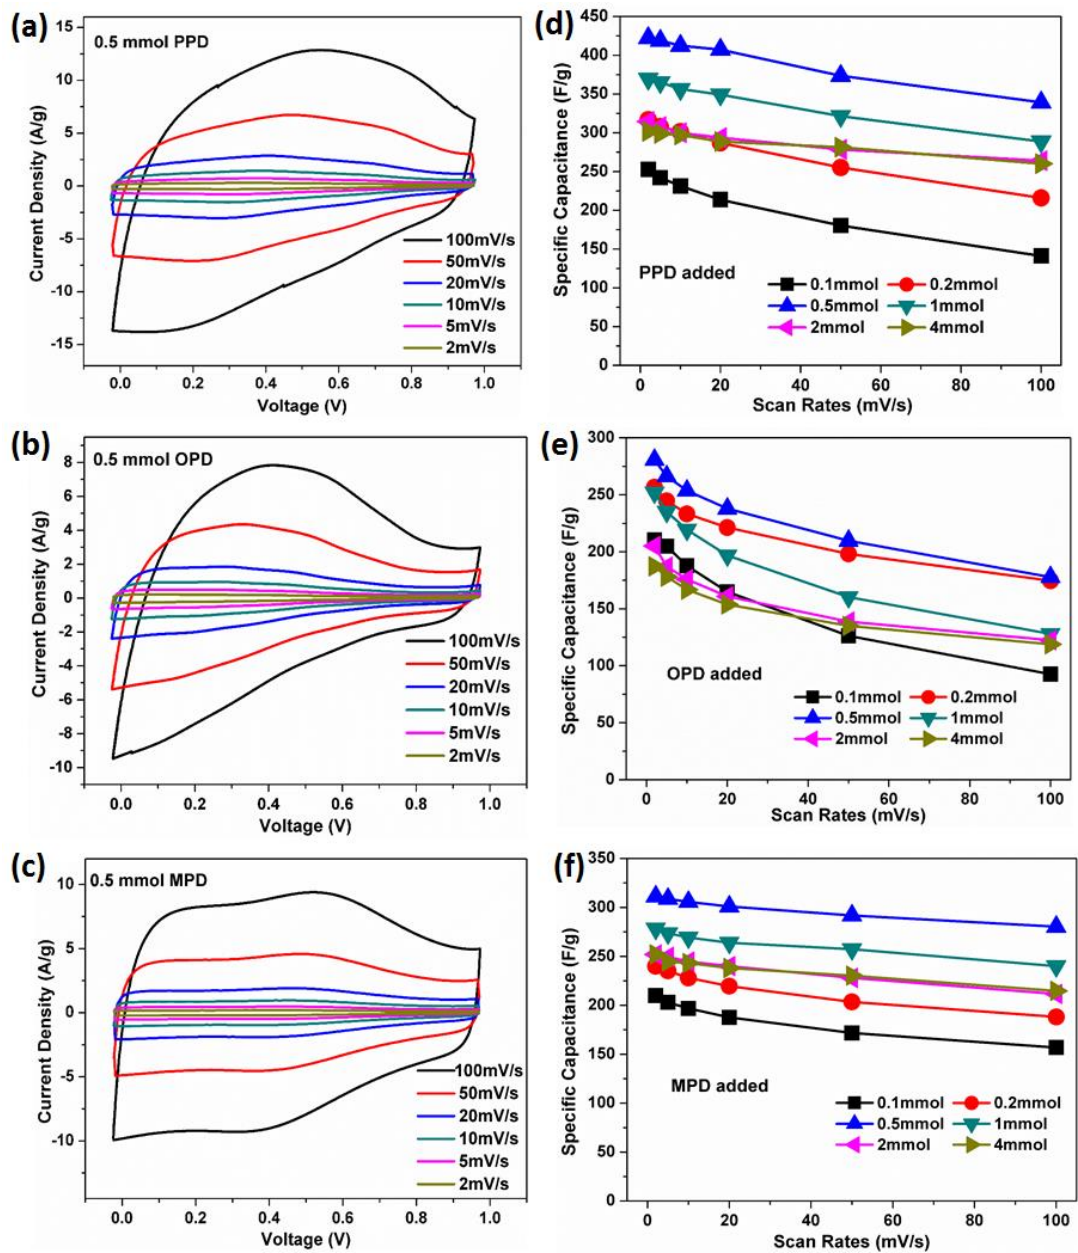 (a)
0.5 mmol PPD
15
10
5
0
-5
-10
-15
Current Density (A/g)
100mV/s
50mV/s
20mV/s
10mV/s
5mV/s
2mV/s
0.0 0.2 0.4 0.6 0.8 1.0
Voltage (V)
(d)
450
400
350
300
250
200
150
100
50
0
Specific Capacitance (F/g)
PPD added
0.1mmol 0.2mmol
0.5mmol 1mmol
2mmol 4mmol
0 20 40 60 80 100
Scan Rates (mV/s)
(b)
0.5 mmol OPD
8
6
4
2
0
-2
-4
-6
-8
-10
Current Density (A/g)
100mV/s
50mV/s
20mV/s
10mV/s
5mV/s
2mV/s
0.0 0.2 0.4 0.6 0.8 1.0
Voltage (V)
(e)
300
250
200
150
100
50
0
Specific Capacitance (F/g)
OPD added
0.1mmol 0.2mmol
0.5mmol 1mmol
2mmol 4mmol
0 20 40 60 80 100
Scan Rates (mV/s)
(c)
0.5 mmol MPD
10
5
0
-5
-10
Current Density (A/g)
100mV/s
50mV/s
20mV/s
10mV/s
5mV/s
2mV/s
0.0 0.2 0.4 0.6 0.8 1.0
Voltage (V)
(f)
350
300
250
200
150
100
50
0
Specific Capacitance (F/g)
MPD added
0.1mmol 0.2mmol
0.5mmol 1mmol
2mmol 4mmol
0 20 40 60 80 100
Scan Rates (mV/s)